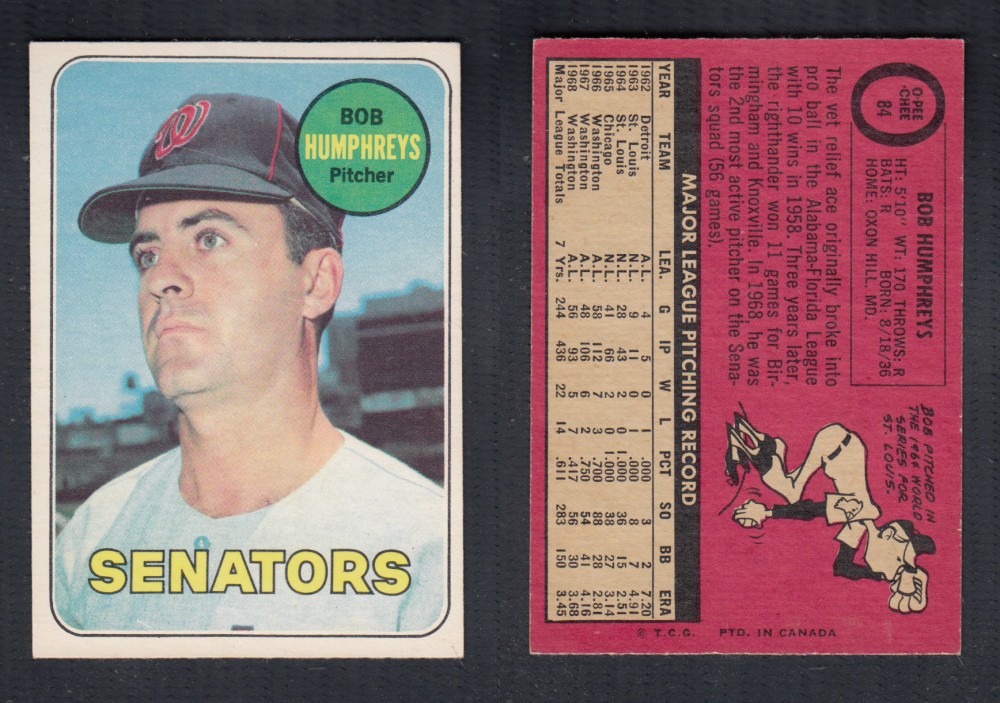 W
BOB
HUMPHREYS
Pitcher
SENATORS
O-PEE
-CHEE
84
BOB HUMPHREYS
HT: 5'10" WT: 170 THROWS: R
BATS: R BORN: 8/18/36
HOME: OXON HILL, MD.
BOB PITCHED IN
THE 1964 WORLD
SERIES FOR
ST. LOUIS.
The vet relief ace originally broke into
pro ball in the Alabama-Florida League
with 10 wins in 1958. Three years later,
the righthander won 11 games for Bir-
mingham and Knoxville. In 1968 he was
the 2nd most active pitcher on the Sena-
tors squad (56 games).
MAJOR LEAGUE PITCHING RECORD
YEAR TEAM LEA. G IP W L PCT SO BB ERA
1962 Detroit A.L. 4 5 0 1 .000 3 2 7.20
1963 St. Louis N.L. 9 11 0 1 .000 8 7 4.91
1964 St. Louis N.L. 28 43 2 0 1.000 36 15 2.51
1965 Chicago N.L. 41 66 2 0 1.000 38 27 3.14
1966 Washington A.L. 58 112 7 3 .700 88 28 2.81
1967 Washington A.L. 48 106 6 2 .750 54 41 4.16
1968 Washington A.L. 56 93 5 7 .417 56 30 3.68
Major League Totals 7 Yrs. 244 436 22 14 .611 283 150 3.45
© T.C.G. PTD. IN CANADA